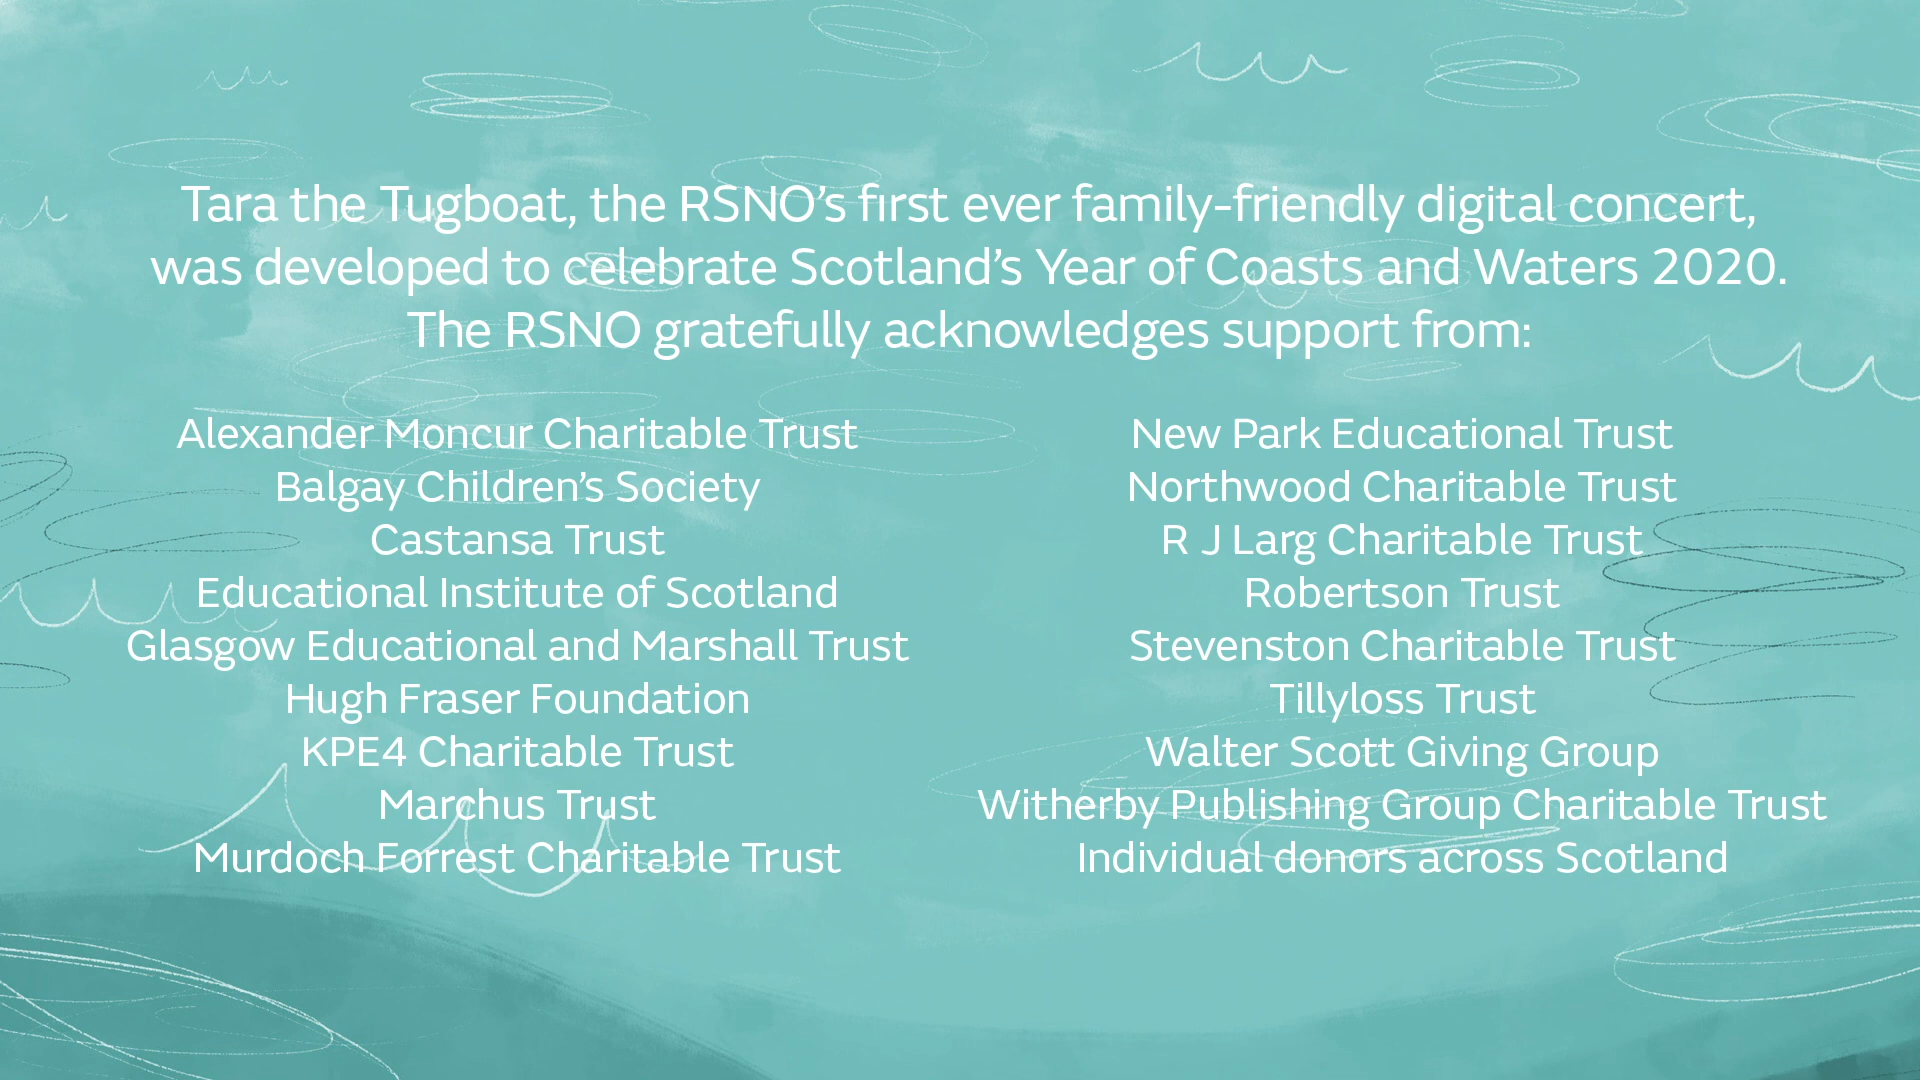 Tara the Tugboat, the RSNO’s first ever family-friendly digital concert,
was developed to celebrate Scotland’s Year of Coasts and Waters 2020.
The RSNO gratefully acknowledges support from:
Alexander Moncur Charitable Trust
Balgay Children’s Society
Castansa Trust
Educational Institute of Scotland
Glasgow Educational and Marshall Trust
Hugh Fraser Foundation
KPE4 Charitable Trust
Marchus Trust
Murdoch Forrest Charitable Trust
New Park Educational Trust
Northwood Charitable Trust
R J Larg Charitable Trust
Robertson Trust
Stevenston Charitable Trust
Tillyloss Trust
Walter Scott Giving Group
Witherby Publishing Group Charitable Trust
Individual donors across Scotland